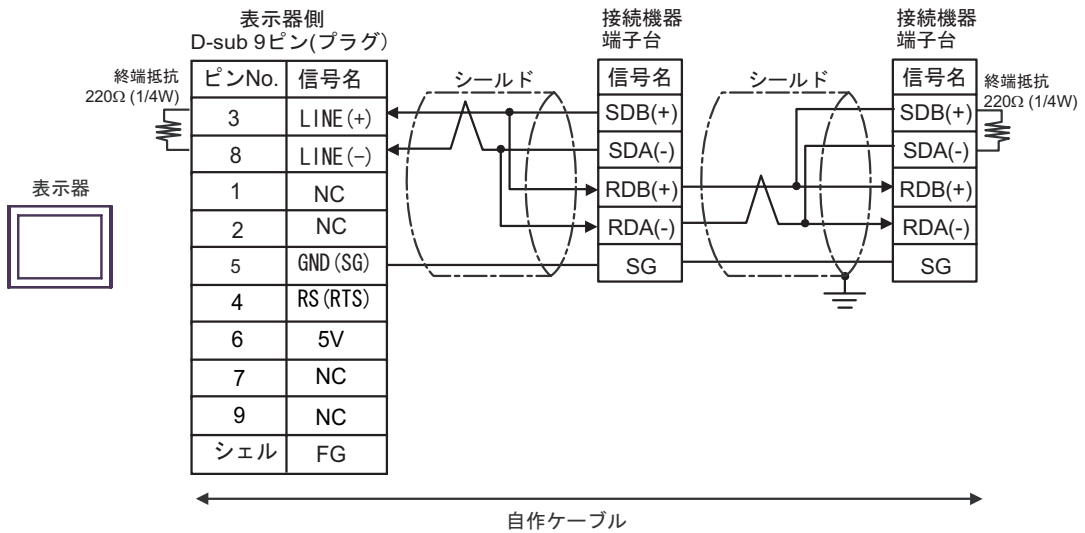 表示器側
D-sub 9ピン(プラグ)
接続機器
端子台
接続機器
端子台
終端抵抗
220Ω (1/4W)
ピンNo. 信号名
シールド
信号名
シールド
信号名
終端抵抗
220Ω (1/4W)
3 LINE(+)
SDB(+)
SDB(+)
8 LINE(-)
SDA(-)
SDA(-)
表示器
1 NC
RDB(+)
RDB(+)
2 NC
RDA(-)
RDA(-)
5 GND(SG)
SG
SG
4 RS(RTS)
6 5V
7 NC
9 NC
シェル FG
自作ケーブル